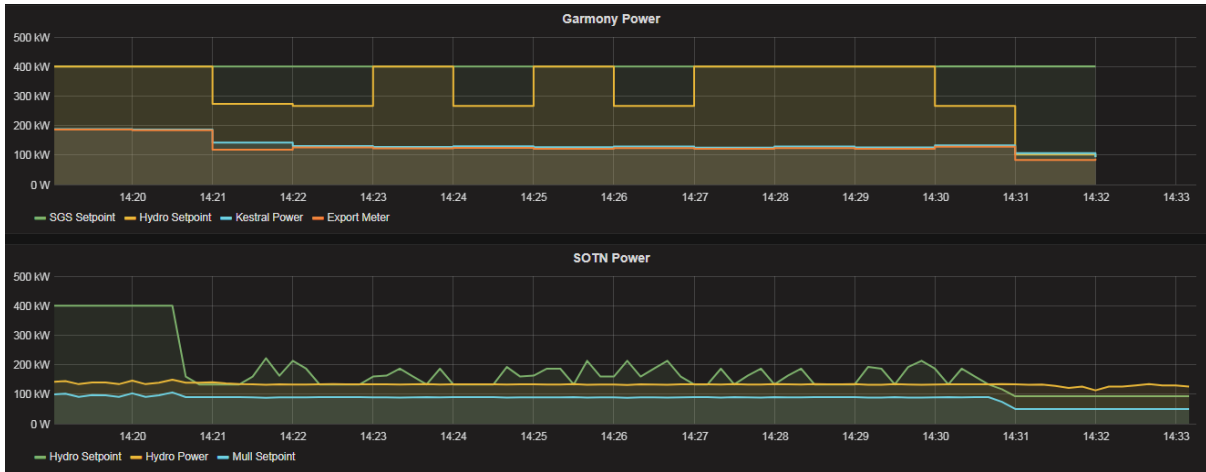 Garmony Power
500 kW
400 kW
300 kW
200 kW
100 kW
0 W
14:20 14:21 14:22 14:23 14:24 14:25 14:26 14:27 14:28 14:29 14:30 14:31 14:32 14:33
SGS Setpoint Hydro Setpoint Kestral Power Export Meter
SOTN Power
500 kW
400 kW
300 kW
200 kW
100 kW
0 W
14:20 14:21 14:22 14:23 14:24 14:25 14:26 14:27 14:28 14:29 14:30 14:31 14:32 14:33
Hydro Setpoint Hydro Power Mull Setpoint